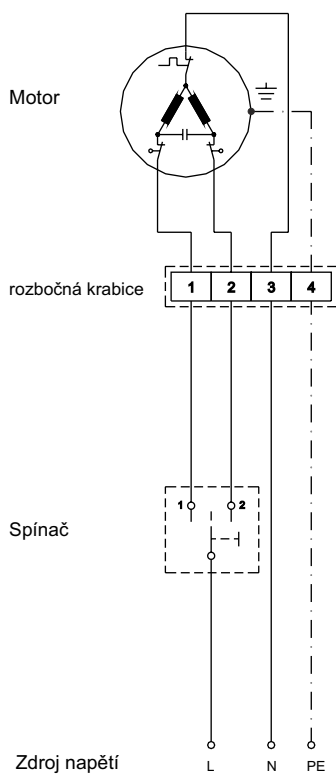 Motor
rozbočná krabice
1 2 3 4
1 2
Spínač
Zdroj napětí
L N PE